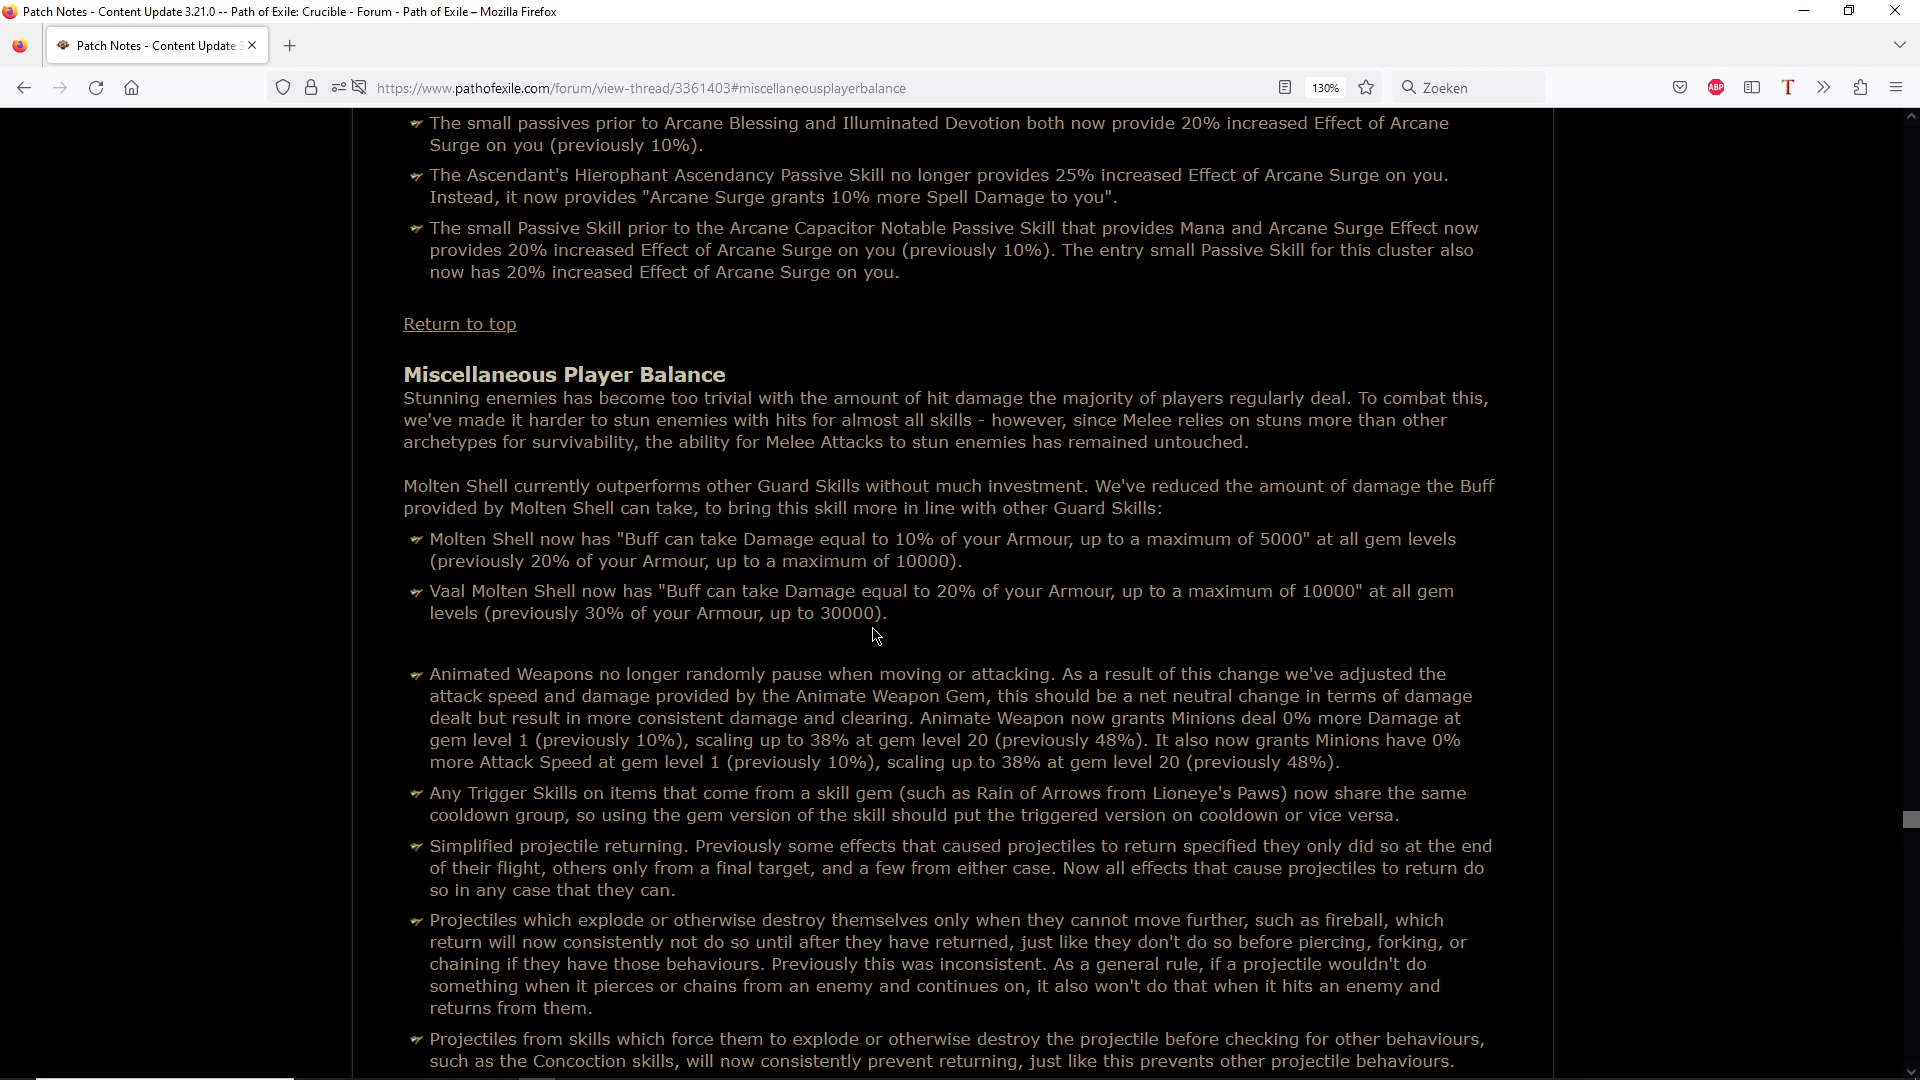 Patch Notes - Content Update 3.21.0 -- Path of Exile: Crucible - Forum - Path of Exile – Mozilla Firefox
Patch Notes - Content Update 3
https://www.pathofexile.com/forum/view-thread/3361403#miscellaneousplayerbalance
130%
Zoeken
ABP
T
The small passives prior to Arcane Blessing and Illuminated Devotion both now provide 20% increased Effect of Arcane
Surge on you (previously 10%).
The Ascendant's Hierophant Ascendancy Passive Skill no longer provides 25% increased Effect of Arcane Surge on you.
Instead, it now provides "Arcane Surge grants 10% more Spell Damage to you".
The small Passive Skill prior to the Arcane Capacitor Notable Passive Skill that provides Mana and Arcane Surge Effect now
provides 20% increased Effect of Arcane Surge on you (previously 10%). The entry small Passive Skill for this cluster also
now has 20% increased Effect of Arcane Surge on you.
Return to top
Miscellaneous Player Balance
Stunning enemies has become too trivial with the amount of hit damage the majority of players regularly deal. To combat this,
we've made it harder to stun enemies with hits for almost all skills - however, since Melee relies on stuns more than other
archetypes for survivability, the ability for Melee Attacks to stun enemies has remained untouched.
Molten Shell currently outperforms other Guard Skills without much investment. We've reduced the amount of damage the Buff
provided by Molten Shell can take, to bring this skill more in line with other Guard Skills:
Molten Shell now has "Buff can take Damage equal to 10% of your Armour, up to a maximum of 5000" at all gem levels
(previously 20% of your Armour, up to a maximum of 10000).
Vaal Molten Shell now has "Buff can take Damage equal to 20% of your Armour, up to a maximum of 10000" at all gem
levels (previously 30% of your Armour, up to 30000).
Animated Weapons no longer randomly pause when moving or attacking. As a result of this change we've adjusted the
attack speed and damage provided by the Animate Weapon Gem, this should be a net neutral change in terms of damage
dealt but result in more consistent damage and clearing. Animate Weapon now grants Minions deal 0% more Damage at
gem level 1 (previously 10%), scaling up to 38% at gem level 20 (previously 48%). It also now grants Minions have 0%
more Attack Speed at gem level 1 (previously 10%), scaling up to 38% at gem level 20 (previously 48%).
Any Trigger Skills on items that come from a skill gem (such as Rain of Arrows from Lioneye's Paws) now share the same
cooldown group, so using the gem version of the skill should put the triggered version on cooldown or vice versa.
Simplified projectile returning. Previously some effects that caused projectiles to return specified they only did so at the end
of their flight, others only from a final target, and a few from either case. Now all effects that cause projectiles to return do
so in any case that they can.
Projectiles which explode or otherwise destroy themselves only when they cannot move further, such as fireball, which
return will now consistently not do so until after they have returned, just like they don't do so before piercing, forking, or
chaining if they have those behaviours. Previously this was inconsistent. As a general rule, if a projectile wouldn't do
something when it pierces or chains from an enemy and continues on, it also won't do that when it hits an enemy and
returns from them.
Projectiles from skills which force them to explode or otherwise destroy the projectile before checking for other behaviours,
such as the Concoction skills, will now consistently prevent returning, just like this prevents other projectile behaviours.